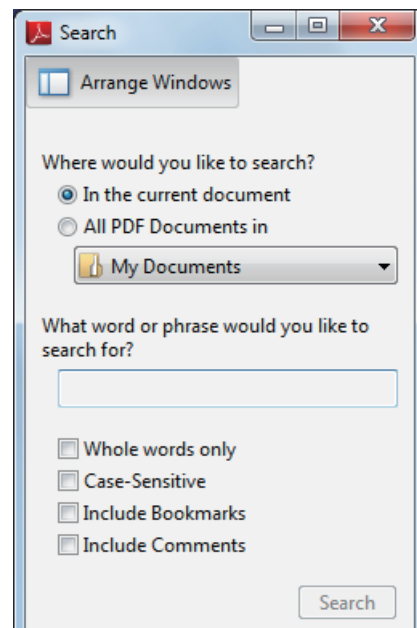 Search
Arrange Windows
Where would you like to search?
In the current document
All PDF Documents in
My Documents
What word or phrase would you like to
search for?
Whole words only
Case-Sensitive
Include Bookmarks
Include Comments
Search